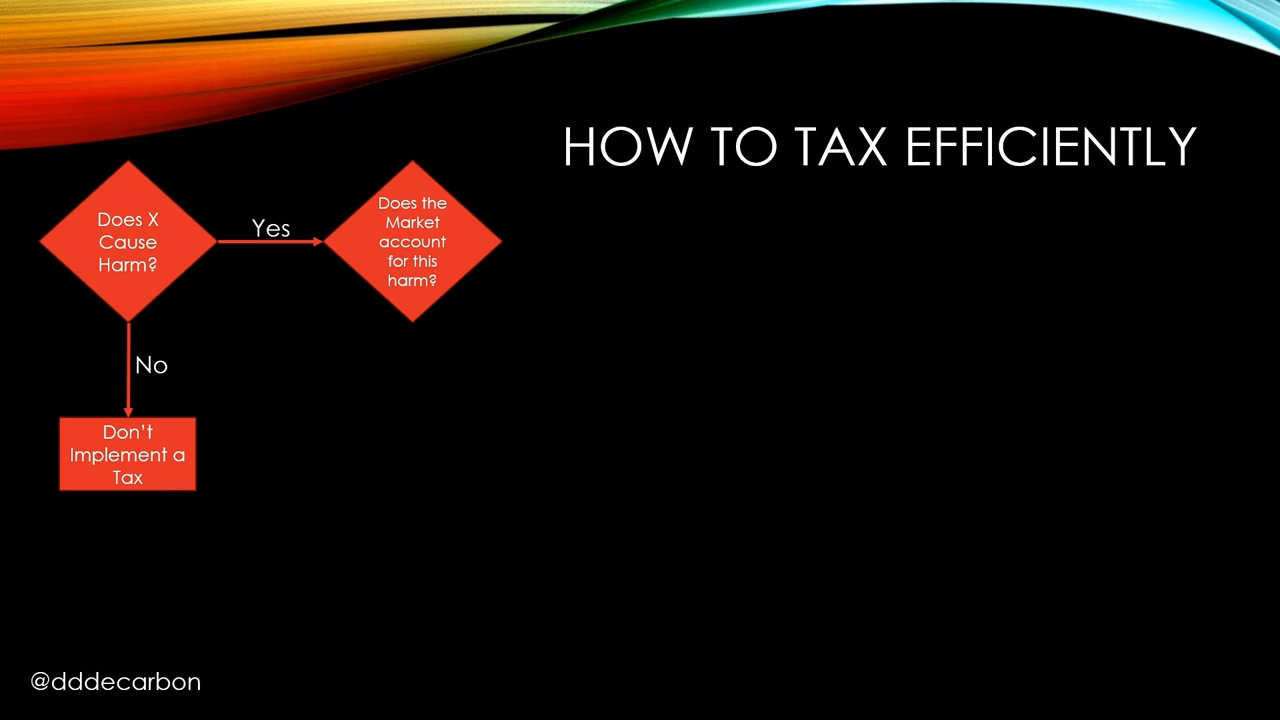 HOW TO TAX EFFICIENTLY
Does X
Cause
Harm?
Yes
Does the
Market
account
for this
harm?
No
Don't
Implement a
Tax
@dddecarbon